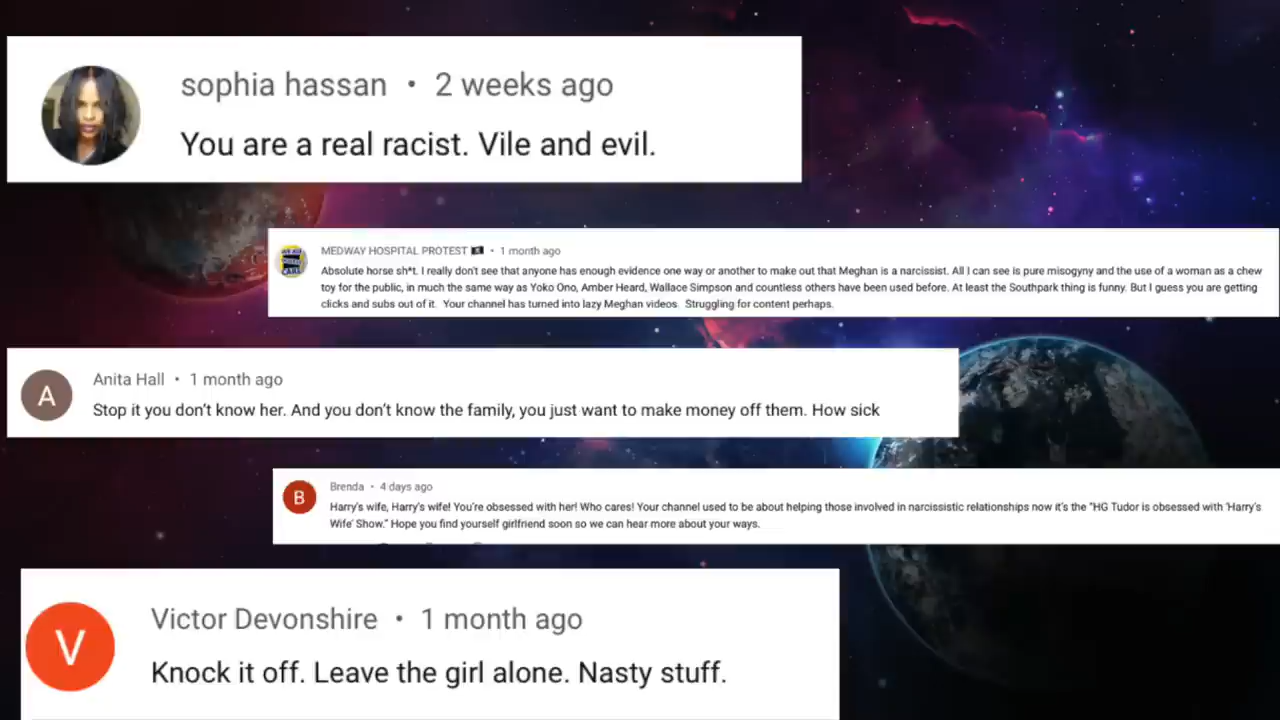 sophia hassan • 2 weeks ago
You are a real racist. Vile and evil.
MEDWAY HOSPITAL PROTEST 🏴 • 1 month ago
Absolute horse sh*t. I really don't see that anyone has enough evidence one way or another to make out that Meghan is a narcissist. All I can see is pure misogyny and the use of a woman as a chew
toy for the public, in much the same way as Yoko Ono, Amber Heard, Wallace Simpson and countless others have been used before. At least the Southpark thing is funny. But I guess you are getting
clicks and subs out of it. Your channel has turned into lazy Meghan videos. Struggling for content perhaps.
A
Anita Hall • 1 month ago
Stop it you don't know her. And you don't know the family, you just want to make money off them. How sick
B
Brenda • 4 days ago
Harry's wife, Harry's wife! You're obsessed with her! Who cares! Your channel used to be about helping those involved in narcissistic relationships now it's the "HG Tudor is obsessed with 'Harry's
Wife' Show." Hope you find yourself girlfriend soon so we can hear more about your ways.
V
Victor Devonshire • 1 month ago
Knock it off. Leave the girl alone. Nasty stuff.